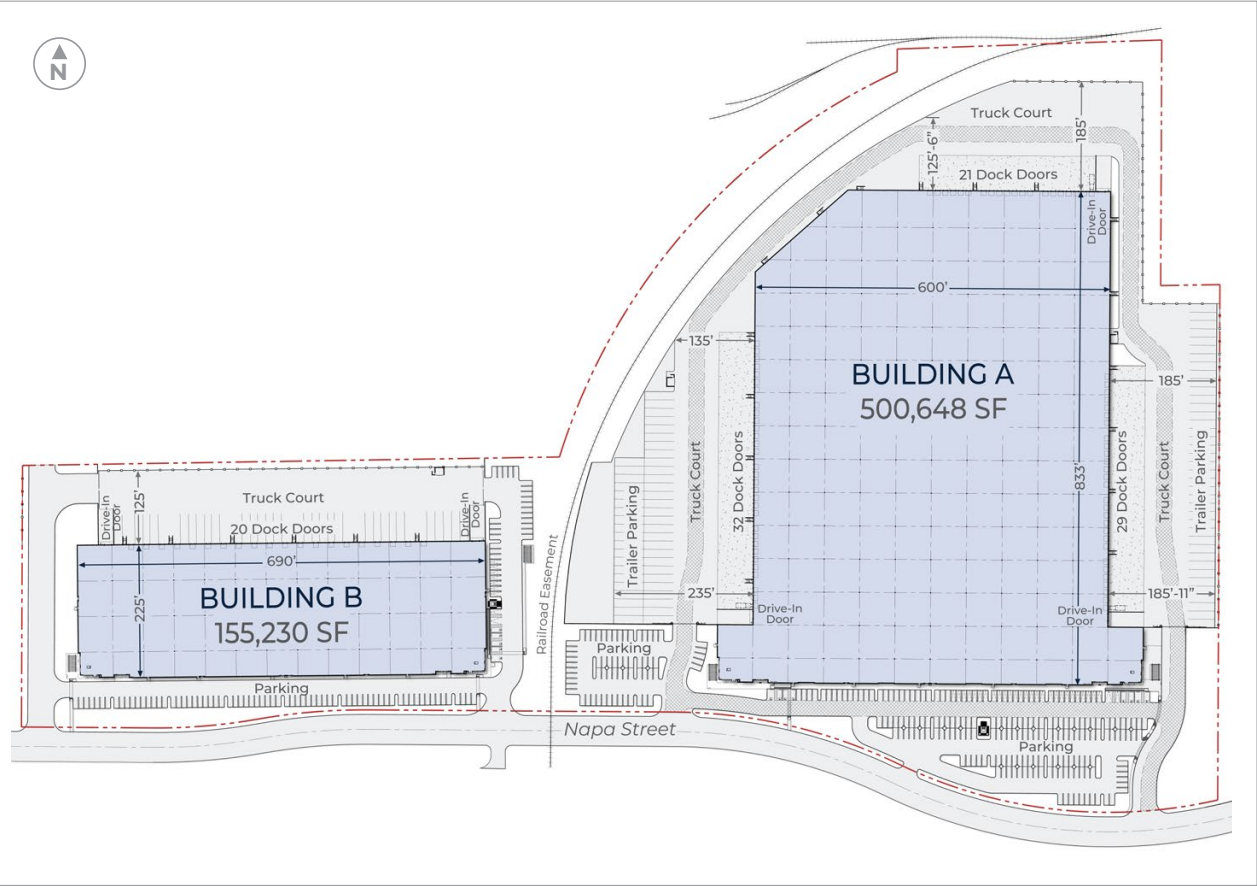 N
Truck Court
185'
125'-6"
21 Dock Doors
Drive-In
Door
600'
135'
BUILDING A
500,648 SF
185'
833'
32 Dock Doors
Truck Court
Trailer Parking
29 Dock Doors
Truck Court
Trailer Parking
235'
185'-11"
Drive-In
Door
Drive-In
Door
Truck Court
125'
Drive-In
Door
Drive-In
Door
20 Dock Doors
690'
225'
BUILDING B
155,230 SF
Railroad Easement
Parking
Parking
Napa Street
Parking